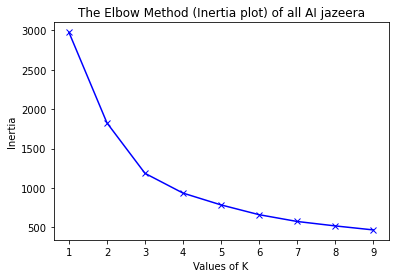 The Elbow Method (Inertia plot) of all AI jazeera
3000
2500
2000
1500
1000
500
Inertia
1 2 3 4 5 6 7 8 9
Values of K